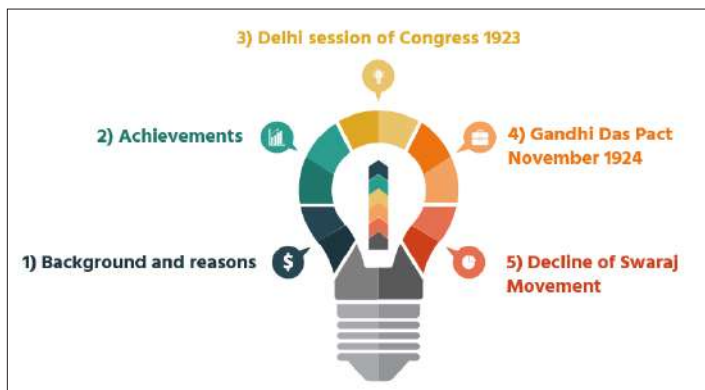 3) Delhi session of Congress 1923
2) Achievements
4) Gandhi Das Pact
November 1924
1) Background and reasons
$
5) Decline of Swaraj
Movement